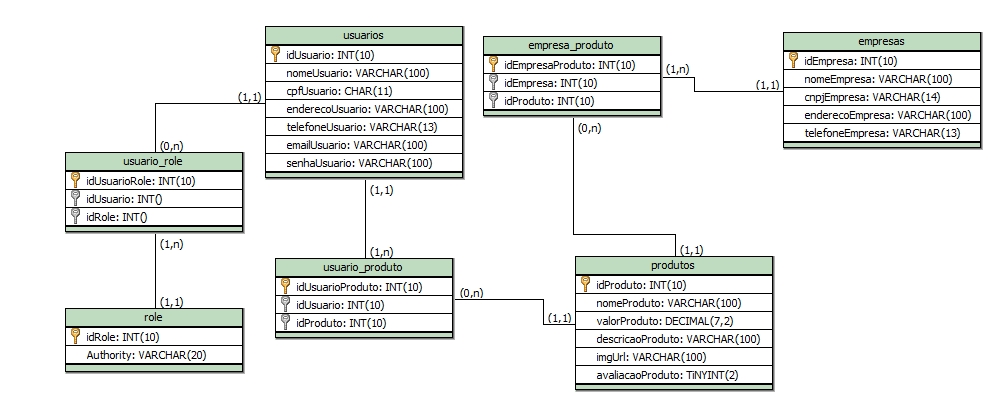 usuarios
idUsuario: INT(10)
nomeUsuario: VARCHAR(100)
cpfUsuario: CHAR(11)
enderecoUsuario: VARCHAR(100)
telefoneUsuario: VARCHAR(13)
emailUsuario: VARCHAR(100)
senhaUsuario: VARCHAR(100)
empresa_produto
idEmpresaProduto: INT(10)
idEmpresa: INT(10)
idProduto: INT(10)
empresas
idEmpresa: INT(10)
nomeEmpresa: VARCHAR(100)
cnpjEmpresa: VARCHAR(14)
enderecoEmpresa: VARCHAR(100)
telefoneEmpresa: VARCHAR(13)
(1,n)
(1,1)
(1,1)
(0,n)
(0,n)
usuario_role
idUsuarioRole: INT(10)
idUsuario: INT()
idRole: INT()
(1,1)
(1,n)
(1,n)
(1,1)
(1,1)
usuario_produto
idUsuarioProduto: INT(10)
idUsuario: INT(10)
idProduto: INT(10)
(0,n)
(1,1)
produtos
idProduto: INT(10)
nomeProduto: VARCHAR(100)
valorProduto: DECIMAL(7,2)
descricaoProduto: VARCHAR(100)
imgUrl: VARCHAR(100)
avaliacaoProduto: TiNYINT(2)
role
idRole: INT(10)
Authority: VARCHAR(20)